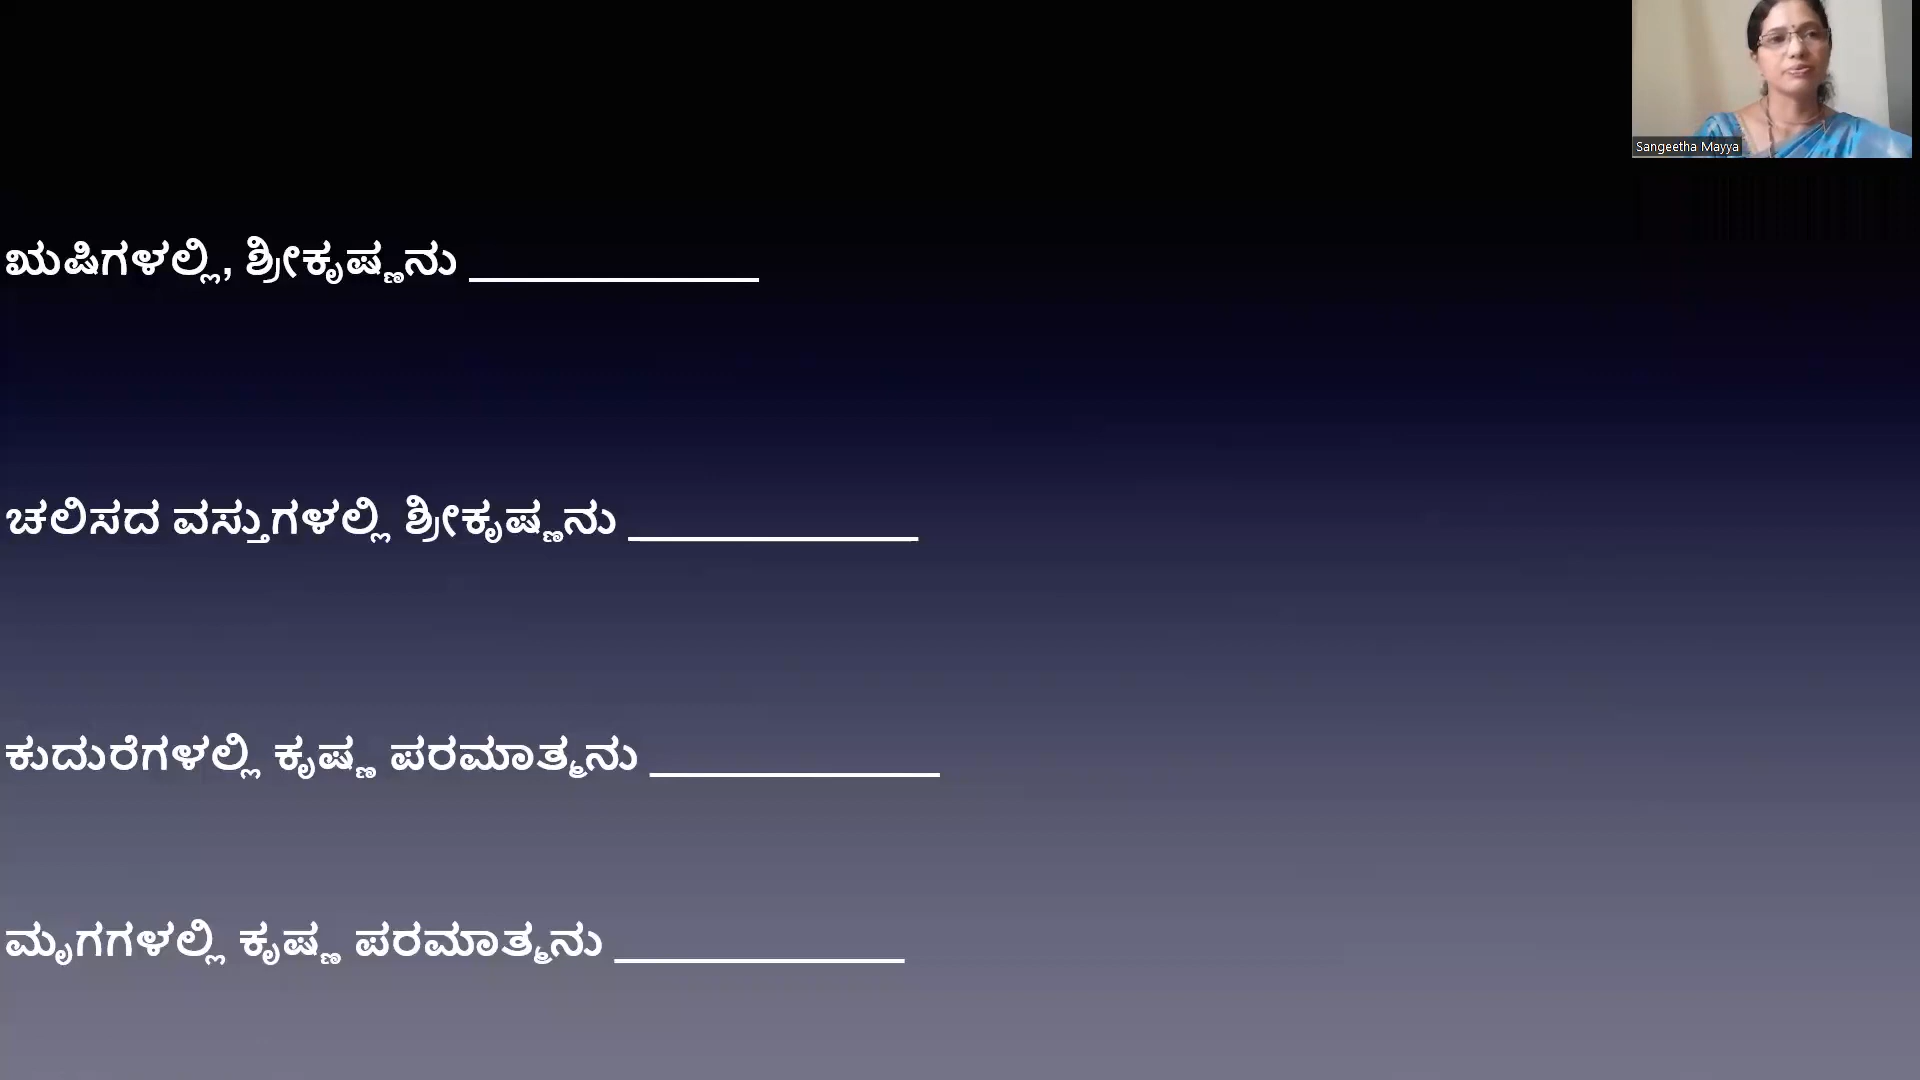 Sangeetha Mayya
ಋಷಿಗಳಲ್ಲಿ, ಶ್ರೀಕೃಷ್ಣನು ____________
ಚಲಿಸದ ವಸ್ತುಗಳಲ್ಲಿ ಶ್ರೀಕೃಷ್ಣನು ____________
ಕುದುರೆಗಳಲ್ಲಿ ಕೃಷ್ಣ ಪರಮಾತ್ಮನು ____________
ಮೃಗಗಳಲ್ಲಿ ಕೃಷ್ಣ ಪರಮಾತ್ಮನು ____________